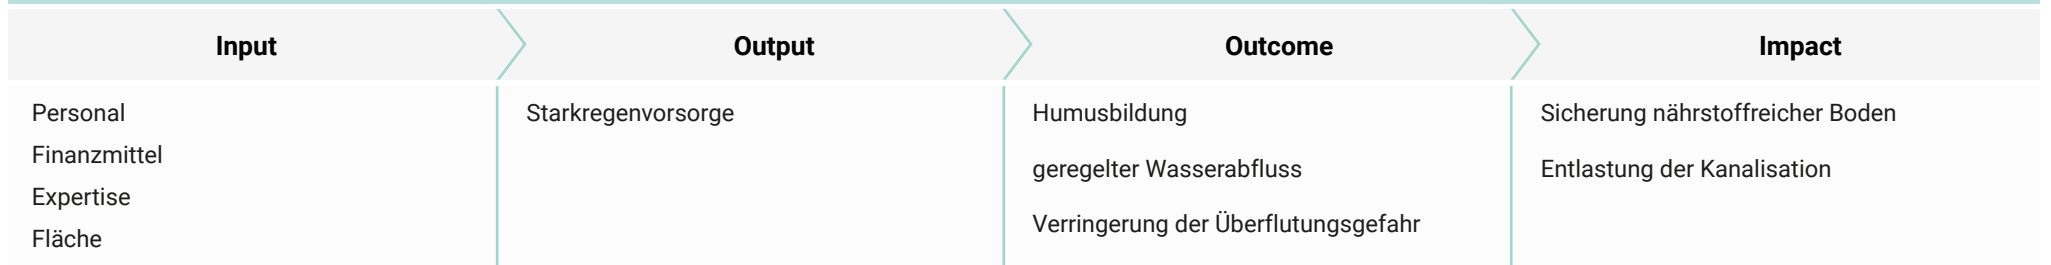 Input
Output
Outcome
Impact
Personal
Finanzmittel
Expertise
Fläche
Starkregenvorsorge
Humusbildung
geregelter Wasserabfluss
Verringerung der Überflutungsgefahr
Sicherung nährstoffreicher Boden
Entlastung der Kanalisation